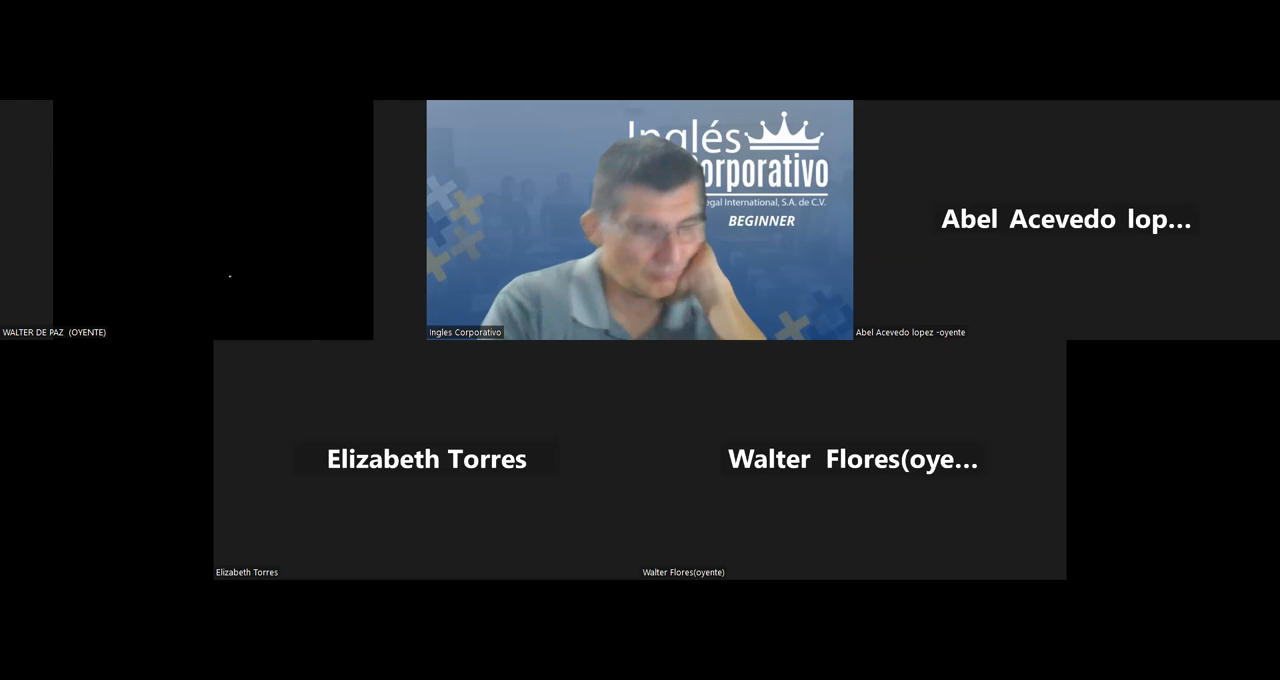 Inglés
orporativo
egal International, S.A. de C.V.
BEGINNER
Abel Acevedo lop...
WALTER DE PAZ (OYENTE)
Ingles Corporativo
Abel Acevedo lopez -oyente
Elizabeth Torres
Walter Flores(oye...
Elizabeth Torres
Walter Flores(oyente)